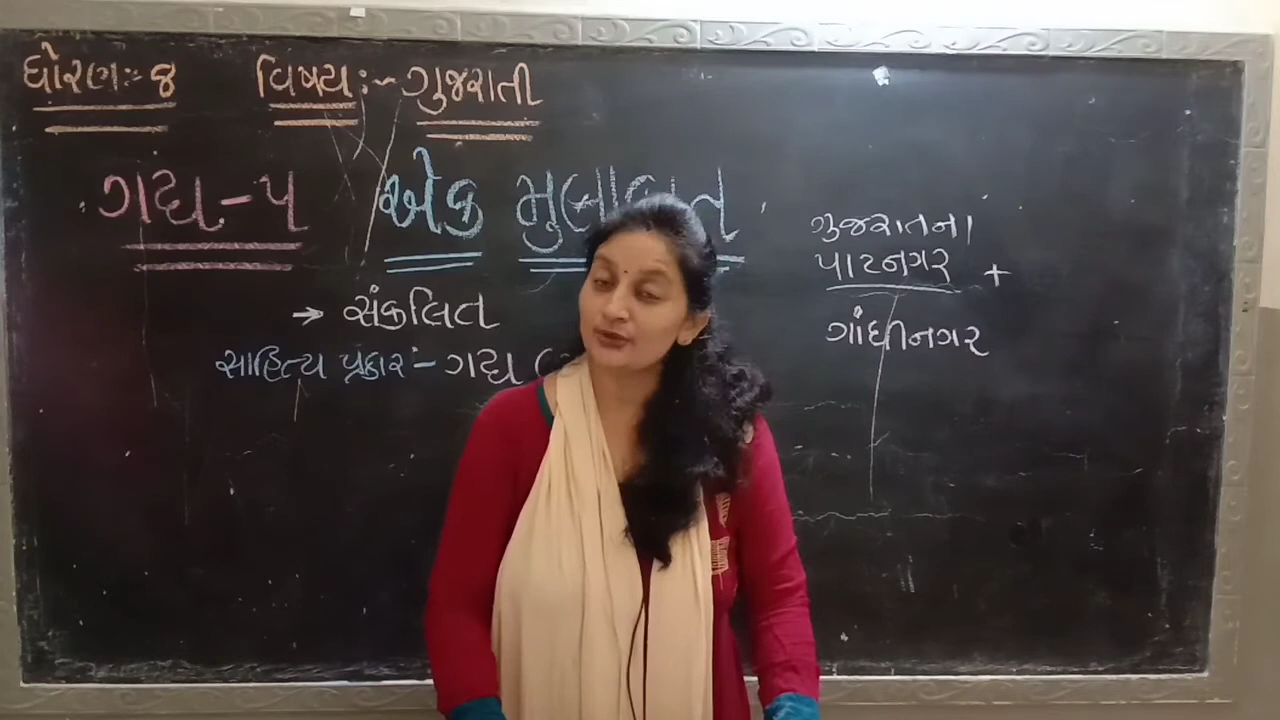 ધોરણ:- ૪ વિષય :- ગુજરાતી
ગદ્ય-૫ એક મુલાકાત
→ સંકલિત
સાહિત્ય પ્રકાર :- ગદ્ય (
ગુજરાતના
પાટનગર +
ગાંધીનગર